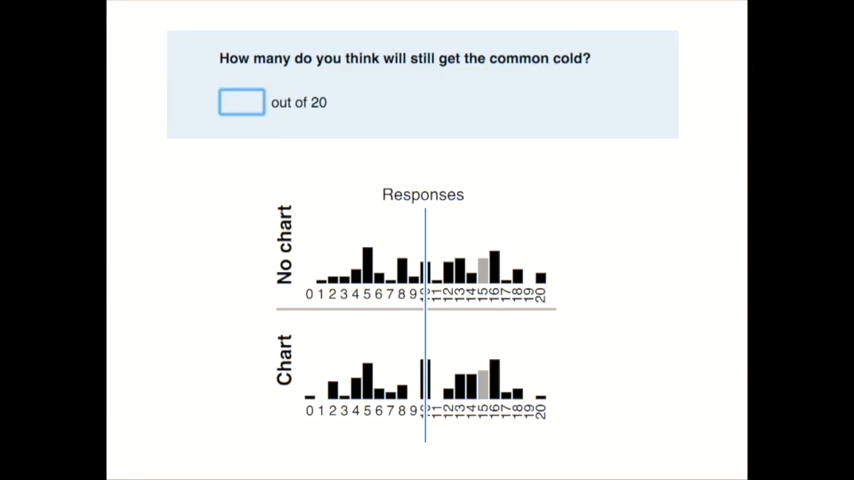 How many do you think will still get the common cold?
out of 20
Responses
No chart
0 1 2 3 4 5 6 7 8 9 10 11 12 13 14 15 16 17 18 19 20
Chart
0 1 2 3 4 5 6 7 8 9 10 11 12 13 14 15 16 17 18 19 20